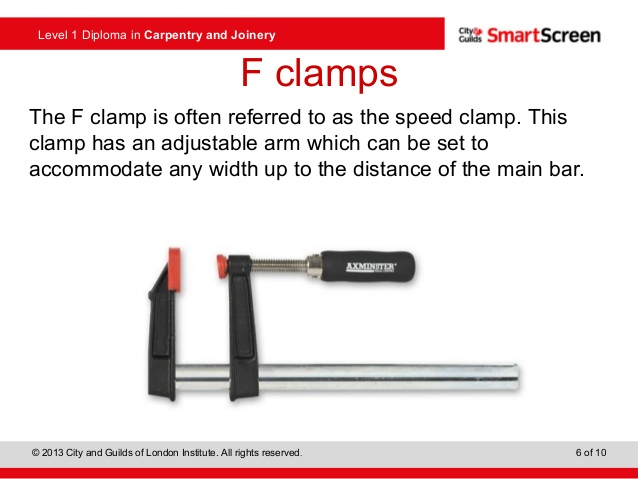 Level 1 Diploma in Carpentry and Joinery
City& Guilds SmartScreen
F clamps
The F clamp is often referred to as the speed clamp. This
clamp has an adjustable arm which can be set to
accommodate any width up to the distance of the main bar.
AXMINSTER
© 2013 City and Guilds of London Institute. All rights reserved.
6 of 10